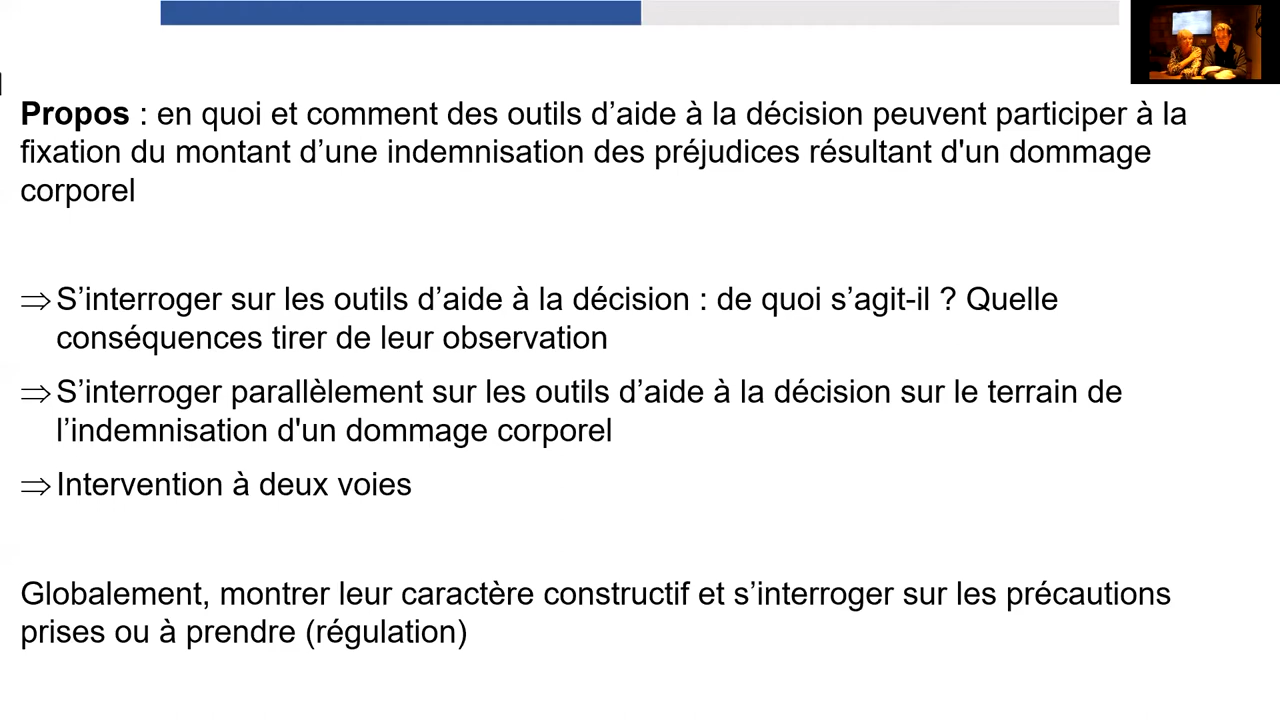 Propos : en quoi et comment des outils d’aide à la décision peuvent participer à la
fixation du montant d’une indemnisation des préjudices résultant d'un dommage
corporel
⇒ S’interroger sur les outils d’aide à la décision : de quoi s’agit-il ? Quelle
conséquences tirer de leur observation
⇒ S’interroger parallèlement sur les outils d’aide à la décision sur le terrain de
l’indemnisation d'un dommage corporel
⇒ Intervention à deux voies
Globalement, montrer leur caractère constructif et s’interroger sur les précautions
prises ou à prendre (régulation)